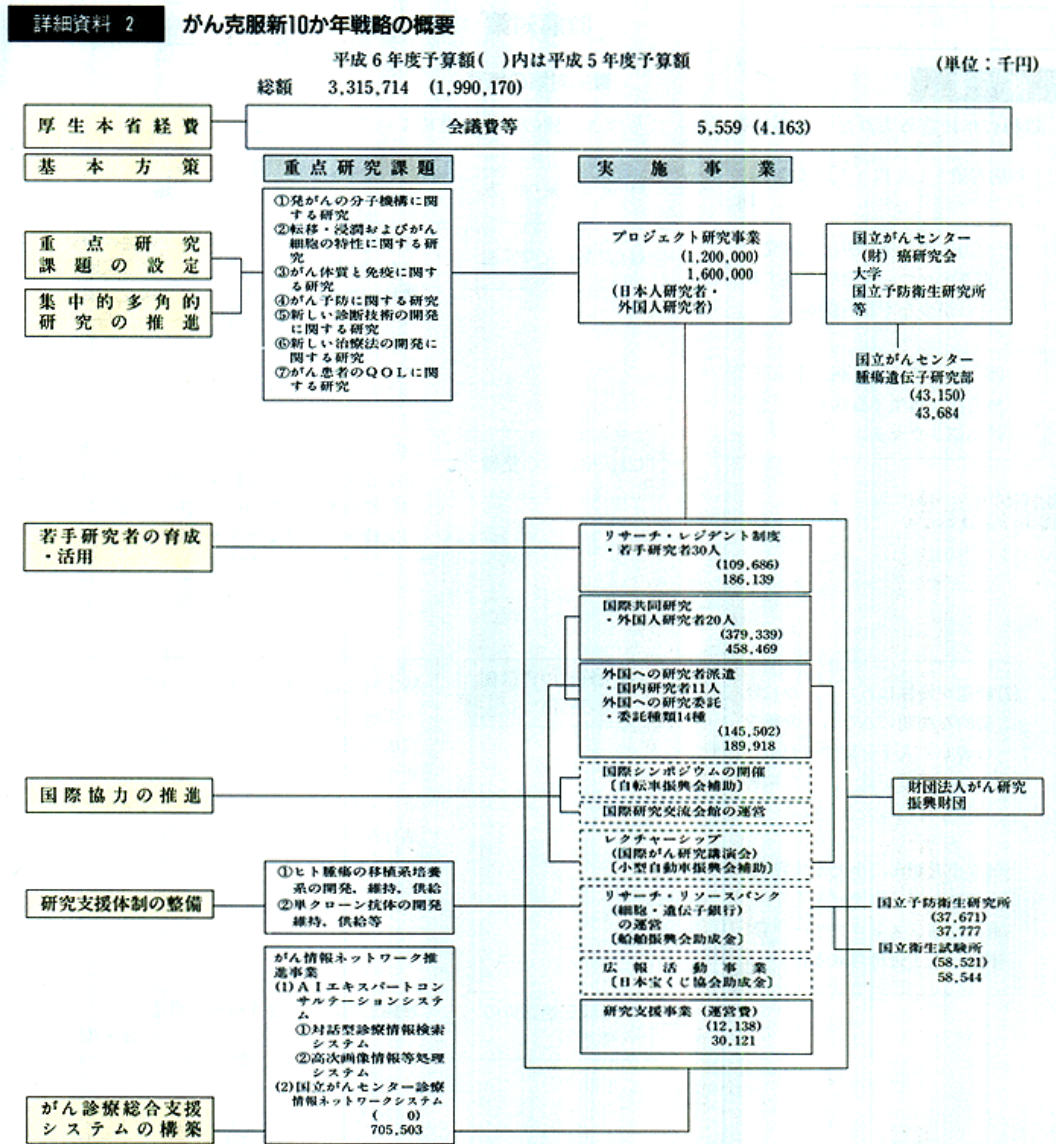 詳細資料 2 がん克服新10か年戦略の概要
平成6年度予算額( )内は平成5年度予算額
(単位:千円)
総額 3,315,714 (1,990,170)
厚生本省経費
会議費等 5,559 (4.163)
基本方策
重点研究課題
実施事業
重点研究
課題の設定
集中的多角的
研究の推進
①発がんの分子機構に関
する研究
②転移・浸潤およびがん
細胞の特性に関する研
究
③がん体質と免疫に関す
る研究
④がん予防に関する研究
⑤新しい診断技術の開発
に関する研究
⑥新しい治療法の開発に
関する研究
⑦がん患者のQOLに関
する研究
プロジェクト研究事業
(1,200,000)
1,600,000
(日本人研究者・
外国人研究者)
国立がんセンター
(財)癌研究会
大学
国立予防衛生研究所
等
国立がんセンター
腫瘍遺伝子研究部
(43,150)
43,684
若手研究者の育成
・活用
リサーチ・レジデント制度
・若手研究者30人
(109,686)
186,139
国際共同研究
・外国人研究者20人
(379,339)
458,469
外国への研究者派遣
・国内研究者11人
外国への研究委託
・委託種類14種
(145,502)
189,918
国際協力の推進
国際シンポジウムの開催
〔自転車振興会補助〕
国際研究交流会館の運営
レクチャーシップ
(国際がん研究講演会)
〔小型自動車振興会補助〕
財団法人がん研究
振興財団
研究支援体制の整備
①ヒト腫瘍の移植系培養
系の開発、維持、供給
②単クローン抗体の開発
維持、供給等
リサーチ・リソースバンク
(細胞・遺伝子銀行)
の運営
〔船舶振興会助成金〕
国立予防衛生研究所
(37,671)
37,777
国立衛生試験所
(58,521)
58,544
広報活動事業
〔日本宝くじ協会助成金〕
研究支援事業(運営費)
(12,138)
30,121
がん診療総合支援
システムの構築
がん情報ネットワーク推
進事業
(1)AIエキスパートコン
サルテーションシステ
ム
①対話型診療情報検索
システム
②高次画像情報等処理
システム
(2)国立がんセンター診療
情報ネットワークシステム
( 0)
705,503